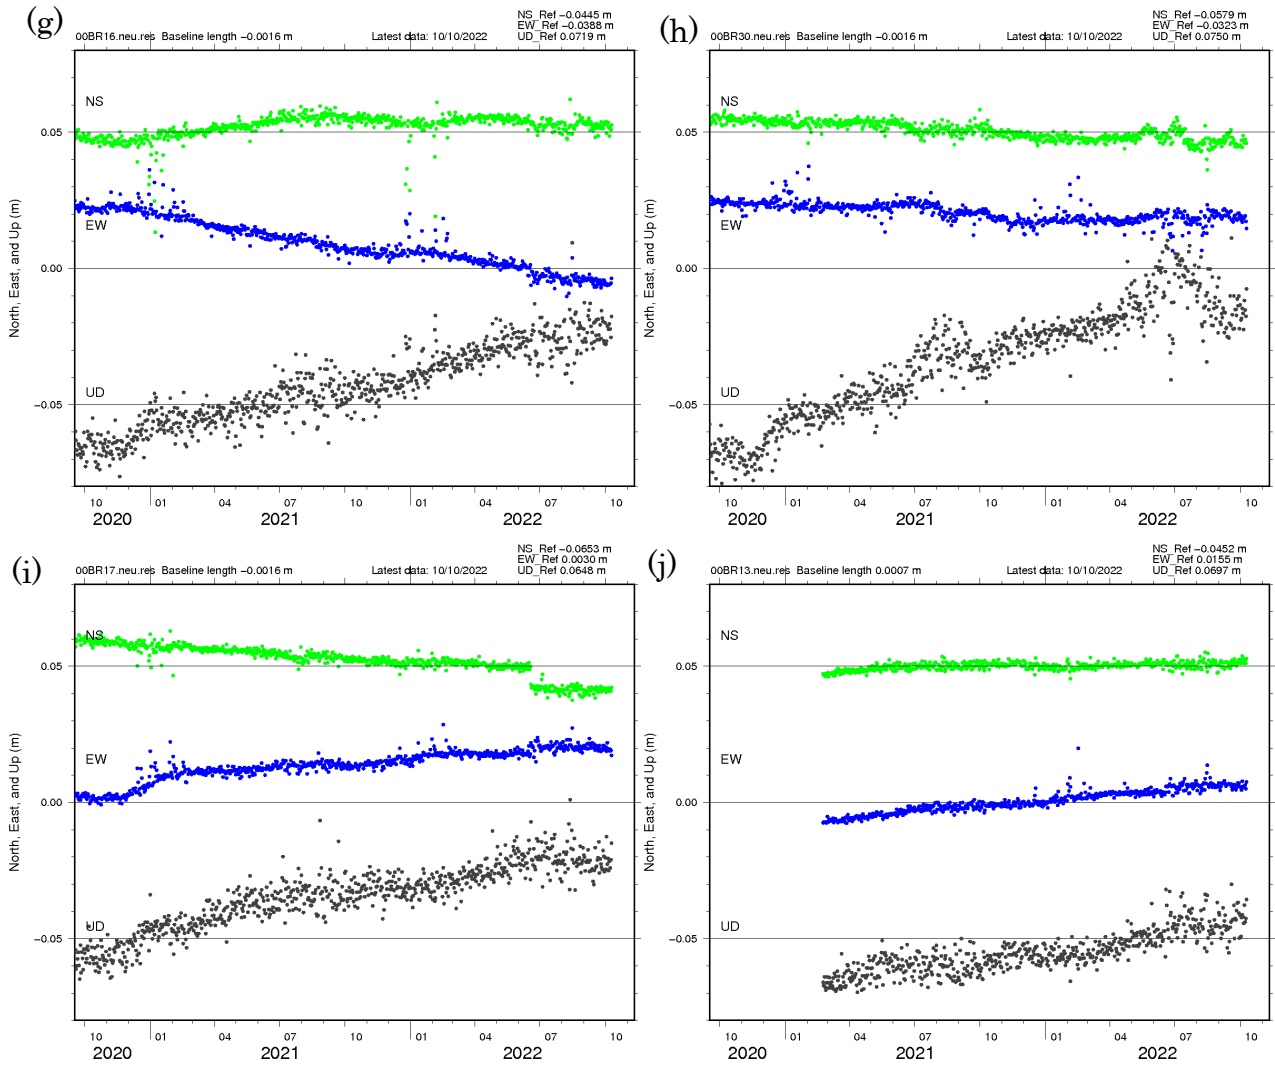 (g)
NS_Ref −0.0445 m
EW_Ref −0.0388 m
00BR16.neu.res Baseline length −0.0016 m Latest data: 10/10/2022 UD_Ref 0.0719 m
NS
0.05
EW
0.00
UD
−0.05
North, East, and Up (m)
10 01 04 07 10 01 04 07 10
2020 2021 2022
(h)
NS_Ref −0.0579 m
EW_Ref −0.0323 m
00BR30.neu.res Baseline length −0.0016 m Latest data: 10/10/2022 UD_Ref 0.0750 m
NS
0.05
EW
0.00
UD
−0.05
North, East, and Up (m)
10 01 04 07 10 01 04 07 10
2020 2021 2022
(i)
NS_Ref −0.0653 m
EW_Ref 0.0030 m
00BR17.neu.res Baseline length −0.0016 m Latest data: 10/10/2022 UD_Ref 0.0648 m
NS
0.05
EW
0.00
UD
−0.05
North, East, and Up (m)
10 01 04 07 10 01 04 07 10
2020 2021 2022
(j)
NS_Ref −0.0452 m
EW_Ref 0.0155 m
00BR13.neu.res Baseline length 0.0007 m Latest data: 10/10/2022 UD_Ref 0.0697 m
NS
0.05
EW
0.00
UD
−0.05
North, East, and Up (m)
10 01 04 07 10 01 04 07 10
2020 2021 2022